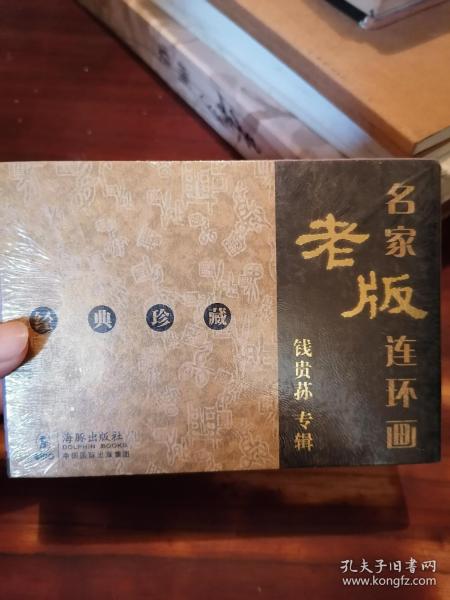 名家
老版
连环画
钱贵荪 专辑
经典珍藏
海豚出版社
DOLPHIN BOOKS
中国国际出版集团
孔夫子旧书网
www.kongfz.com